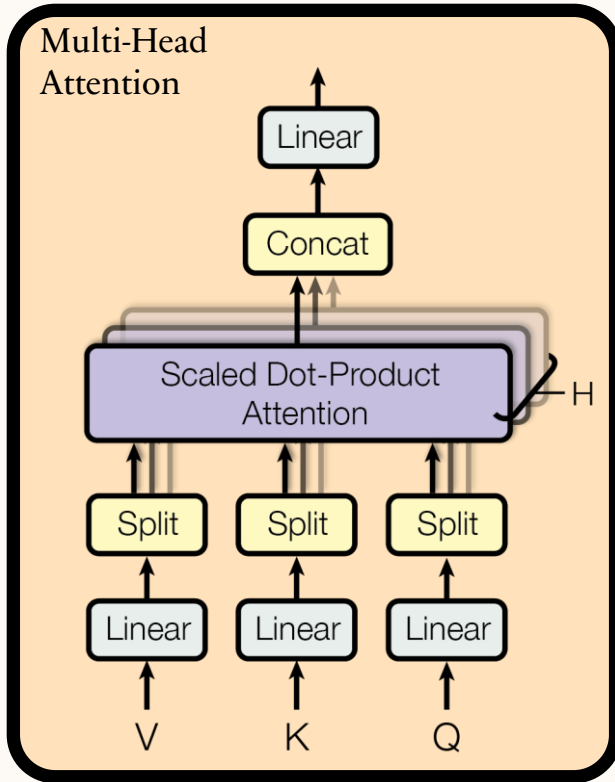 Multi-Head
Attention
Linear
Concat
Scaled Dot-Product
Attention
H
Split
Split
Split
Linear
Linear
Linear
V
K
Q